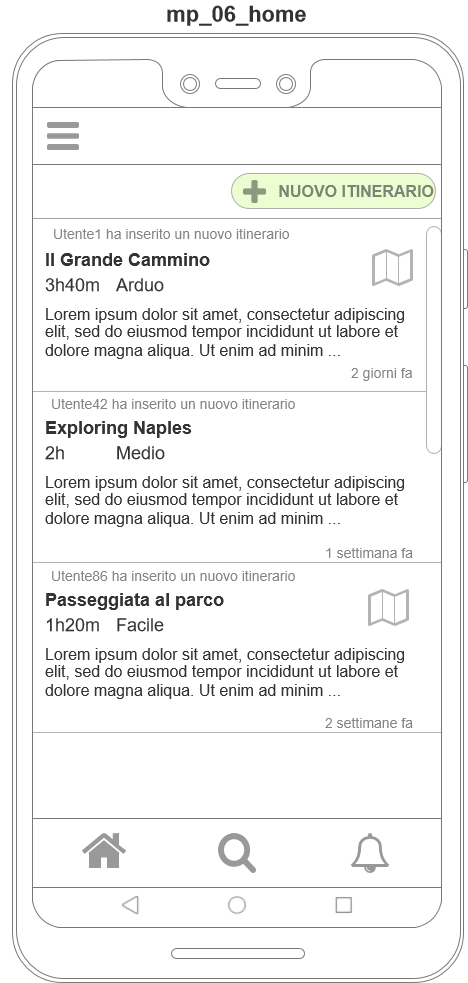 mp_06_home
NUOVO ITINERARIO
Utente1 ha inserito un nuovo itinerario
Il Grande Cammino
3h40m Arduo
Lorem ipsum dolor sit amet, consectetur adipiscing
elit, sed do eiusmod tempor incididunt ut labore et
dolore magna aliqua. Ut enim ad minim ...
2 giorni fa
Utente42 ha inserito un nuovo itinerario
Exploring Naples
2h Medio
Lorem ipsum dolor sit amet, consectetur adipiscing
elit, sed do eiusmod tempor incididunt ut labore et
dolore magna aliqua. Ut enim ad minim ...
1 settimana fa
Utente86 ha inserito un nuovo itinerario
Passeggiata al parco
1h20m Facile
Lorem ipsum dolor sit amet, consectetur adipiscing
elit, sed do eiusmod tempor incididunt ut labore et
dolore magna aliqua. Ut enim ad minim ...
2 settimane fa